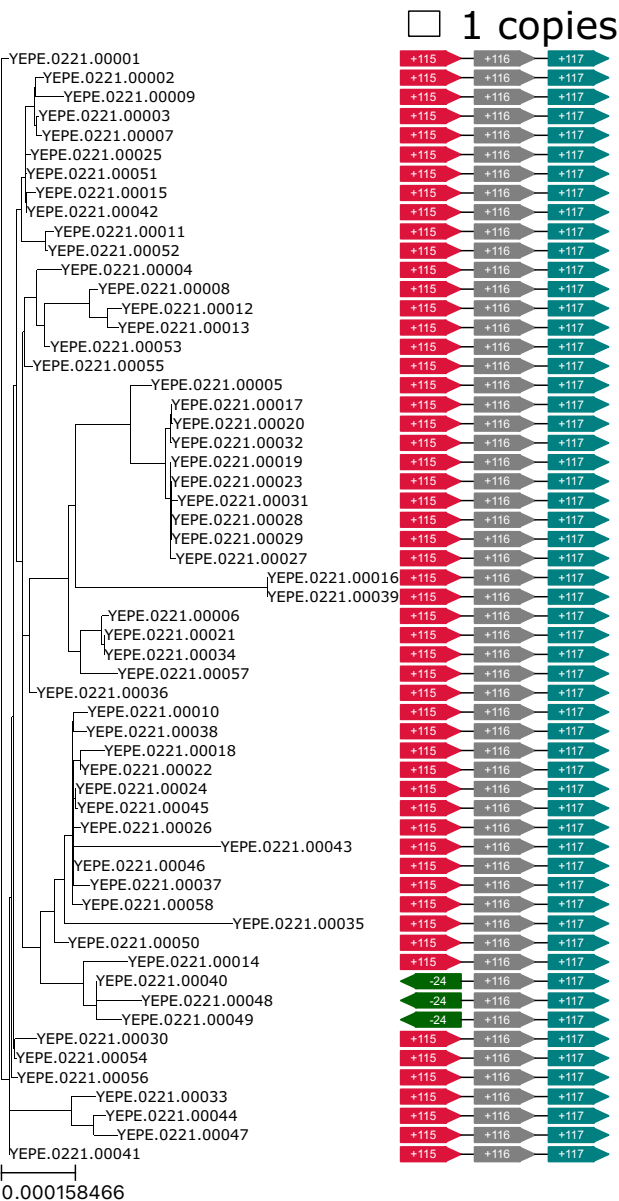 1 copies
YEPE.0221.00001 +115 +116 +117
YEPE.0221.00002 +115 +116 +117
YEPE.0221.00009 +115 +116 +117
YEPE.0221.00003 +115 +116 +117
YEPE.0221.00007 +115 +116 +117
YEPE.0221.00025 +115 +116 +117
YEPE.0221.00051 +115 +116 +117
YEPE.0221.00015 +115 +116 +117
YEPE.0221.00042 +115 +116 +117
YEPE.0221.00011 +115 +116 +117
YEPE.0221.00052 +115 +116 +117
YEPE.0221.00004 +115 +116 +117
YEPE.0221.00008 +115 +116 +117
YEPE.0221.00012 +115 +116 +117
YEPE.0221.00013 +115 +116 +117
YEPE.0221.00053 +115 +116 +117
YEPE.0221.00055 +115 +116 +117
YEPE.0221.00005 +115 +116 +117
YEPE.0221.00017 +115 +116 +117
YEPE.0221.00020 +115 +116 +117
YEPE.0221.00032 +115 +116 +117
YEPE.0221.00019 +115 +116 +117
YEPE.0221.00023 +115 +116 +117
YEPE.0221.00031 +115 +116 +117
YEPE.0221.00028 +115 +116 +117
YEPE.0221.00029 +115 +116 +117
YEPE.0221.00027 +115 +116 +117
YEPE.0221.00016 +115 +116 +117
YEPE.0221.00039 +115 +116 +117
YEPE.0221.00006 +115 +116 +117
YEPE.0221.00021 +115 +116 +117
YEPE.0221.00034 +115 +116 +117
YEPE.0221.00057 +115 +116 +117
YEPE.0221.00036 +115 +116 +117
YEPE.0221.00010 +115 +116 +117
YEPE.0221.00038 +115 +116 +117
YEPE.0221.00018 +115 +116 +117
YEPE.0221.00022 +115 +116 +117
YEPE.0221.00024 +115 +116 +117
YEPE.0221.00045 +115 +116 +117
YEPE.0221.00026 +115 +116 +117
YEPE.0221.00043 +115 +116 +117
YEPE.0221.00046 +115 +116 +117
YEPE.0221.00037 +115 +116 +117
YEPE.0221.00058 +115 +116 +117
YEPE.0221.00035 +115 +116 +117
YEPE.0221.00050 +115 +116 +117
YEPE.0221.00014 +115 +116 +117
YEPE.0221.00040 -24 +116 +117
YEPE.0221.00048 -24 +116 +117
YEPE.0221.00049 -24 +116 +117
YEPE.0221.00030 +115 +116 +117
YEPE.0221.00054 +115 +116 +117
YEPE.0221.00056 +115 +116 +117
YEPE.0221.00033 +115 +116 +117
YEPE.0221.00044 +115 +116 +117
YEPE.0221.00047 +115 +116 +117
YEPE.0221.00041 +115 +116 +117
0.000158466